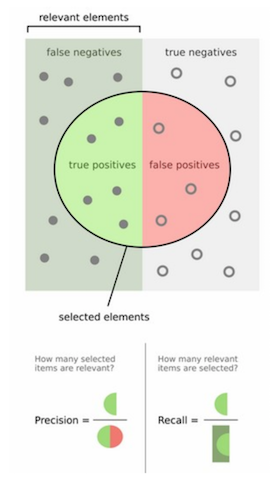 relevant elements
false negatives
true negatives
true positives
false positives
selected elements
How many selected
items are relevant?
Precision =
How many relevant
items are selected?
Recall =